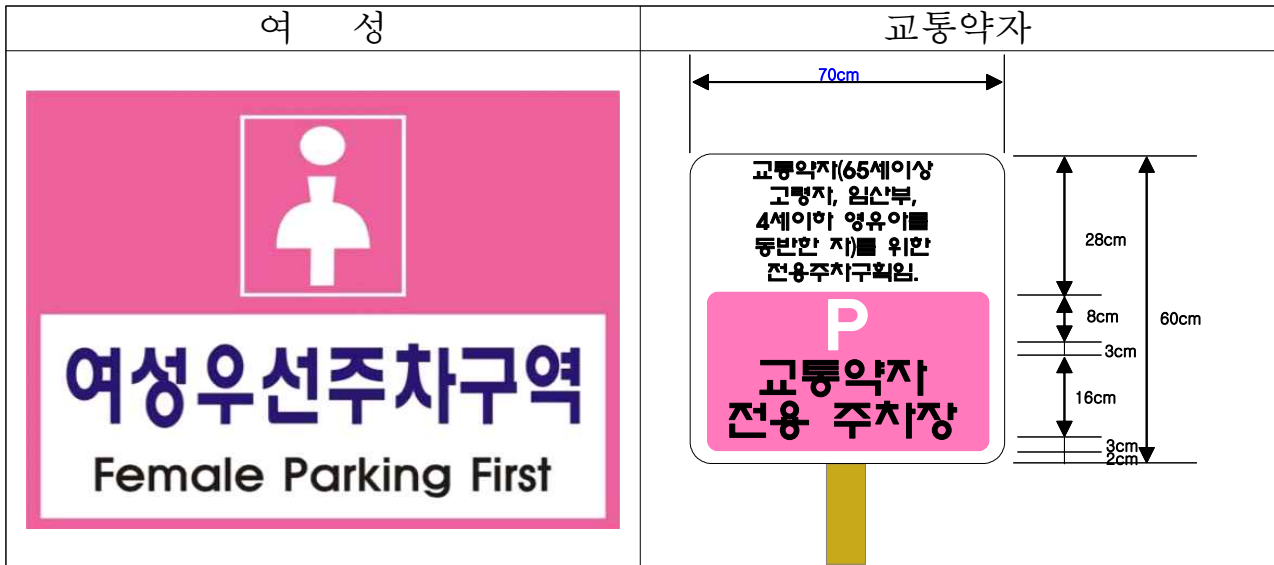 여 성
교통약자
여성우선주차구역
Female Parking First
70cm
교통약자(65세이상
고령자, 임산부,
4세이하 영유아를
동반한 자)를 위한
전용주차구획임.
P
교통약자
전용 주차장
28cm
8cm
3cm
16cm
3cm
2cm
60cm